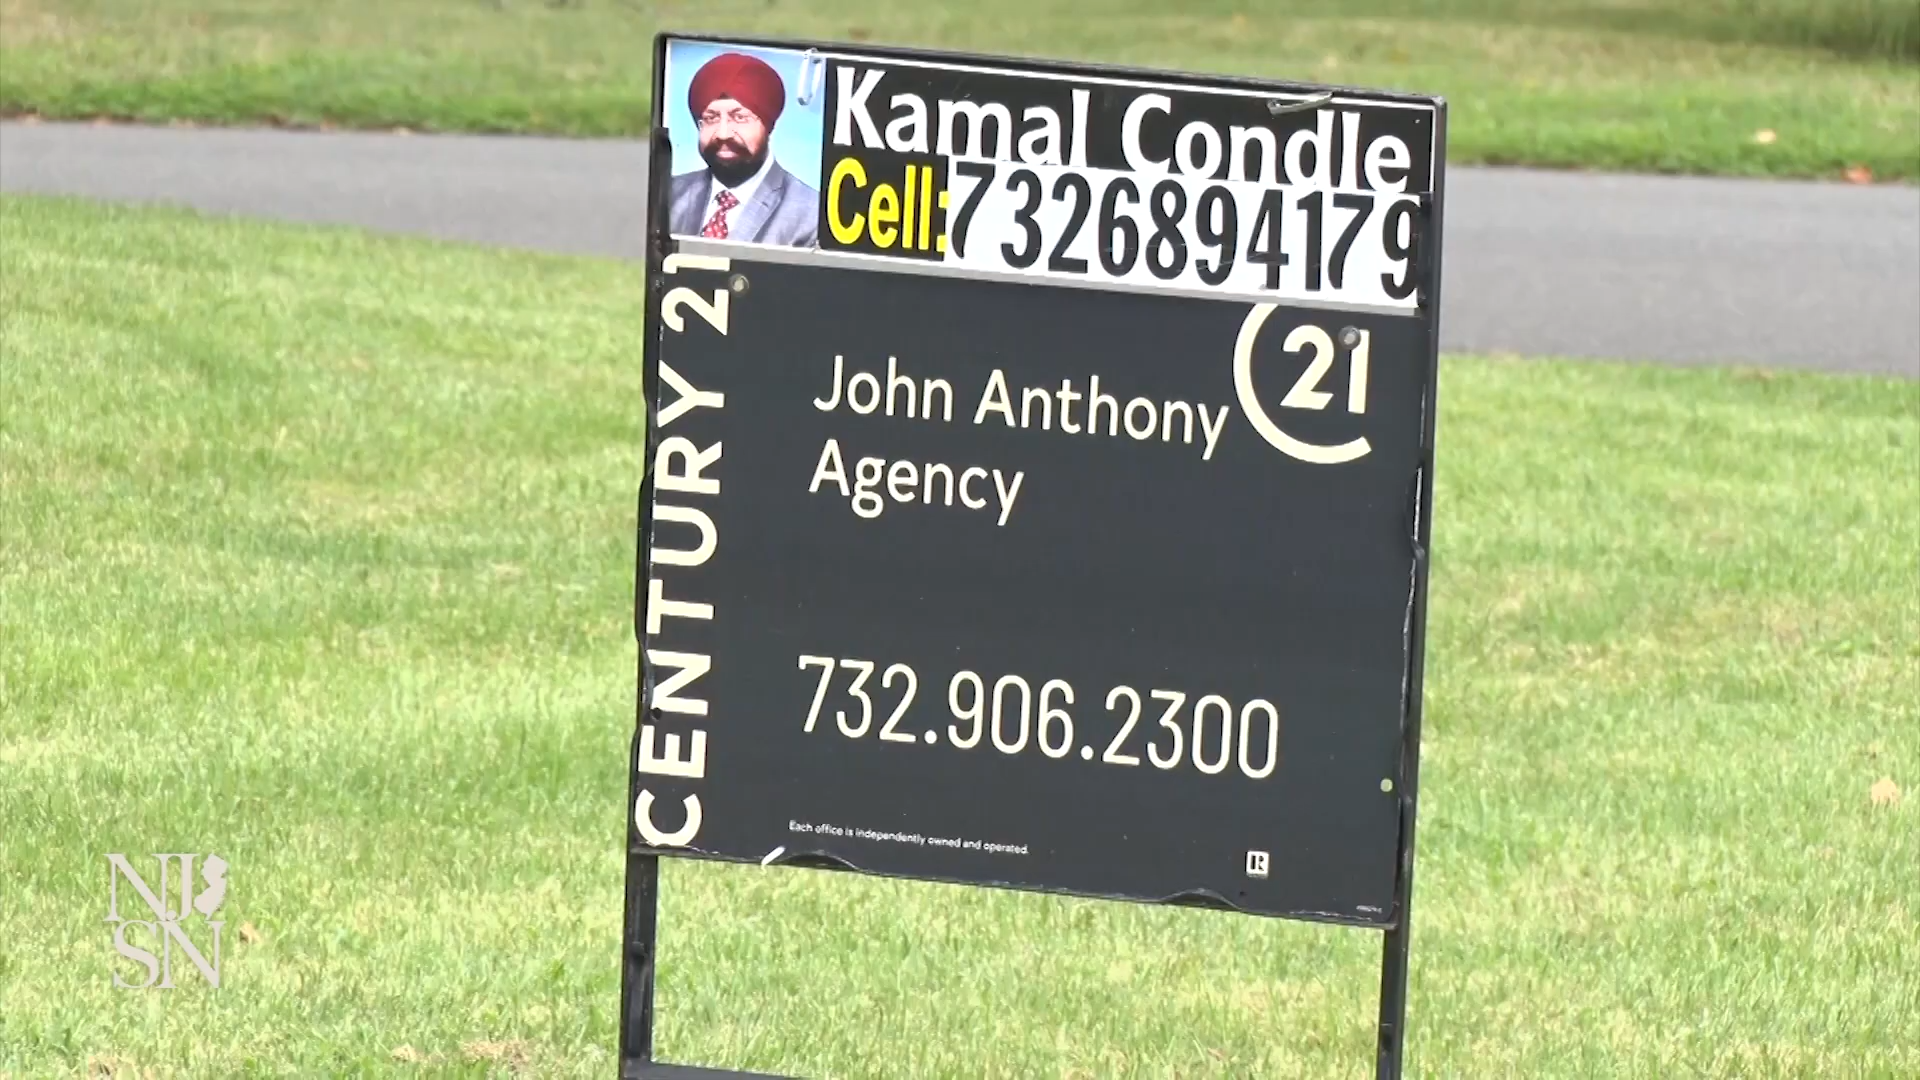 Kamal Condle
Cell:7326894179
CENTURY 21
21
John Anthony
Agency
732.906.2300
Each office is independently owned and operated.
R
NJ
SN